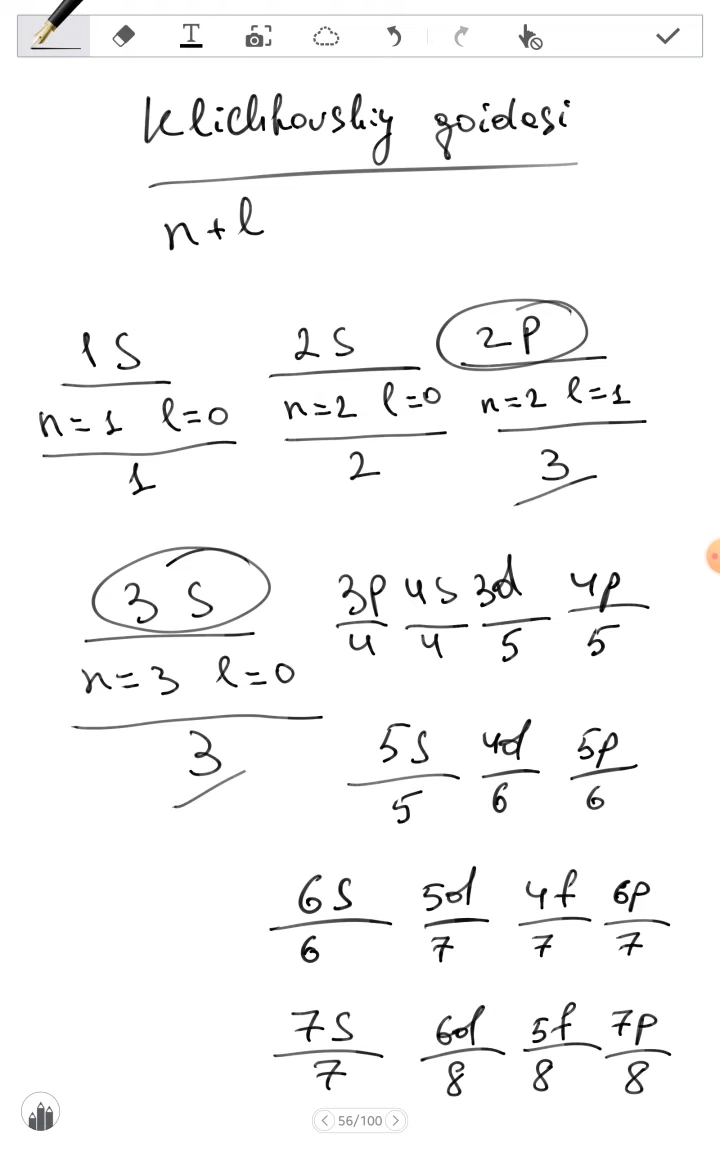 T
Klichkovskiy qoidasi
n+l
1S 2S 2P
n=1 l=0 n=2 l=0 n=2 l=1
1 2 3
3S 3p 4s 3d 4p
4 4 5 5
n=3 l=0
3
5s 4d 5p
5 6 6
6s 5d 4f 6p
6 7 7 7
7s 6d 5f 7p
7 8 8 8
56/100